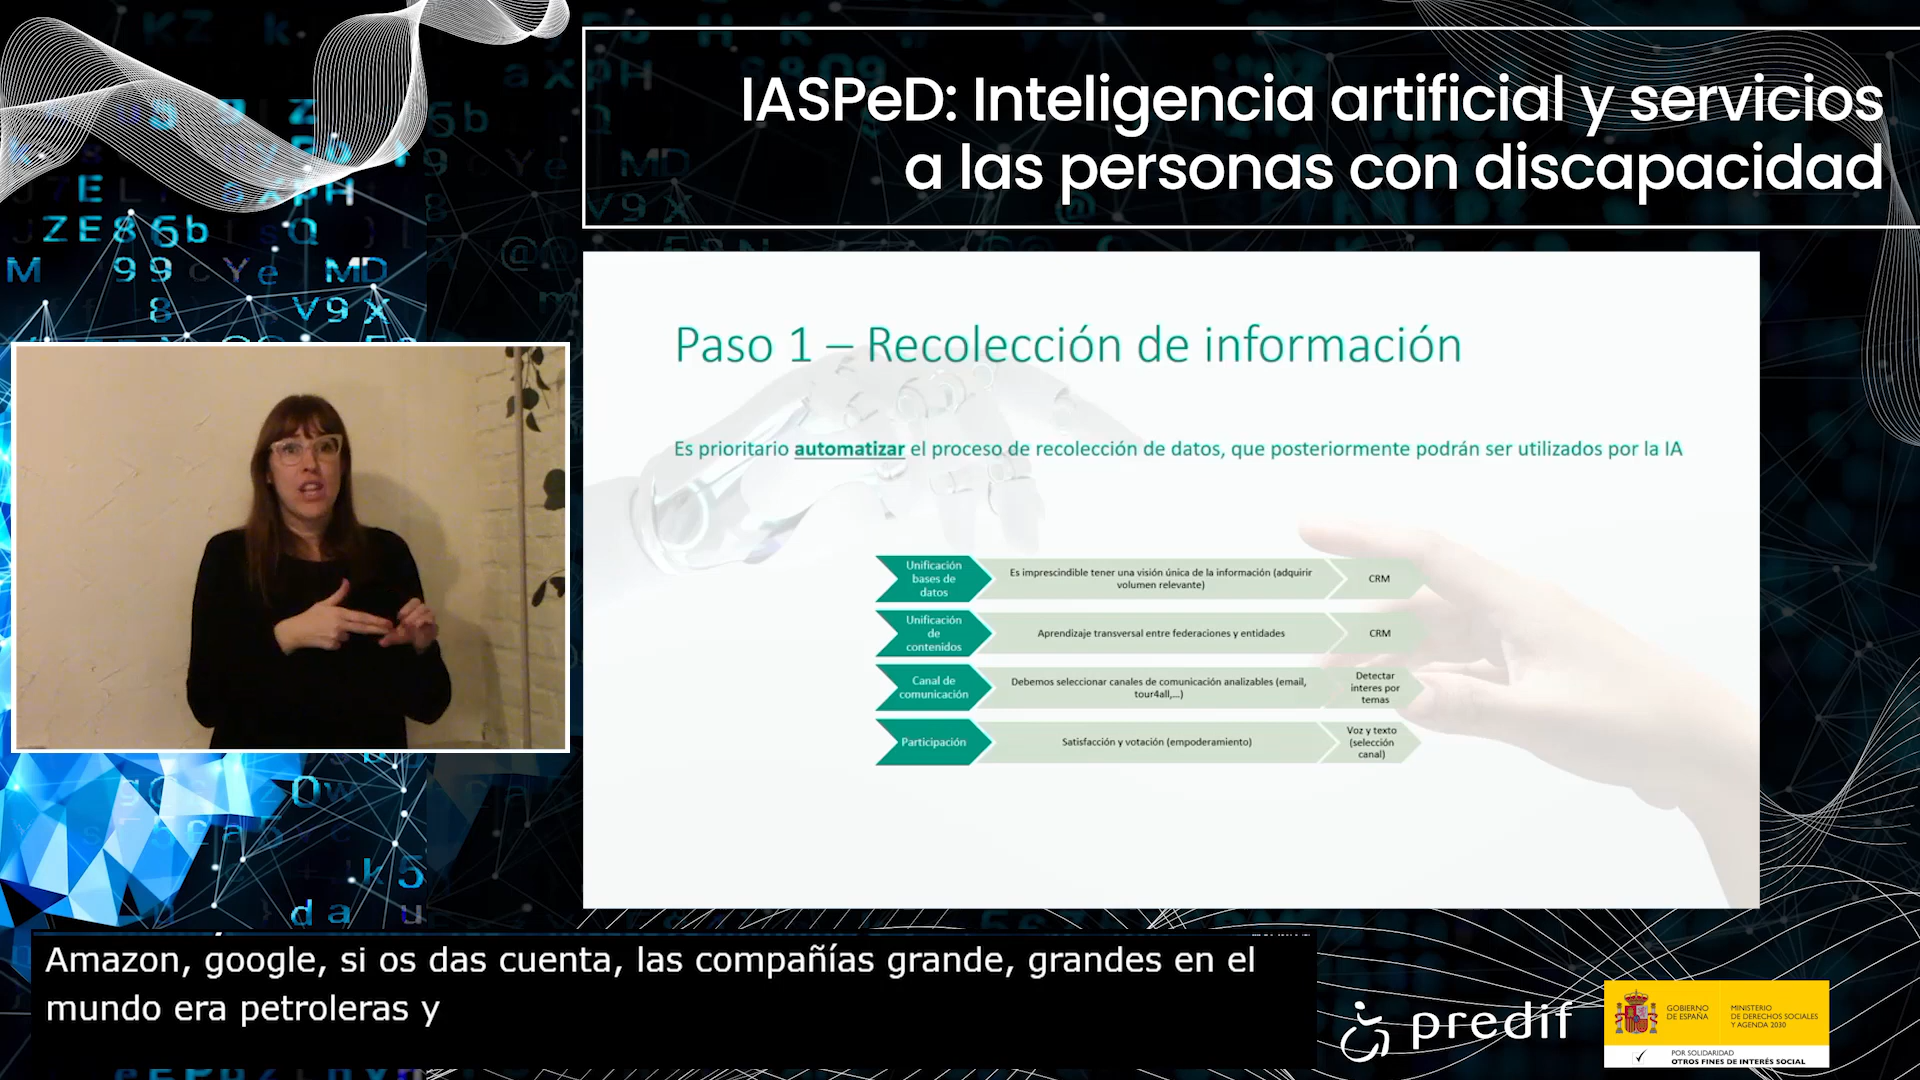 IASPeD: Inteligencia artificial y servicios
a las personas con discapacidad
Paso 1 – Recolección de información
Es prioritario automatizar el proceso de recolección de datos, que posteriormente podrán ser utilizados por la IA
Unificación
bases de
datos
Es imprescindible tener una visión única de la información (adquirir
volumen relevante)
CRM
Unificación
de
contenidos
Aprendizaje transversal entre federaciones y entidades
CRM
Canal de
comunicación
Debemos seleccionar canales de comunicación analizables (email,
tour4all,...)
Detectar
interes por
temas
Participación
Satisfacción y votación (empoderamiento)
Voz y texto
(selección
canal)
Amazon, google, si os das cuenta, las compañías grande, grandes en el
mundo era petroleras y
predif
GOBIERNO
DE ESPAÑA
MINISTERIO
DE DERECHOS SOCIALES
Y AGENDA 2030
POR SOLIDARIDAD
OTROS FINES DE INTERÉS SOCIAL